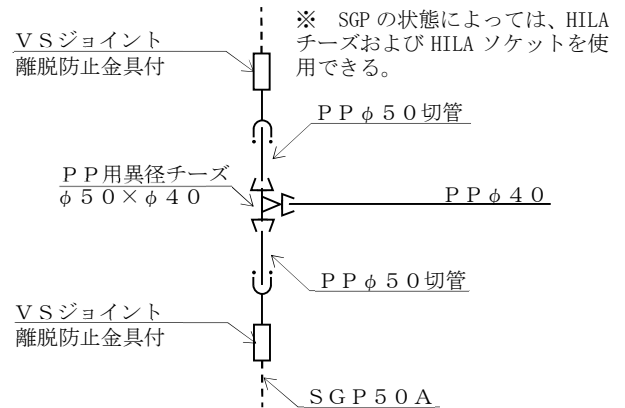 ※ SGPの状態によっては、HILA
チーズおよびHILAソケットを使
用できる。
ＶＳジョイント
離脱防止金具付
ＰＰφ５０切管
ＰＰ用異径チーズ
φ５０×φ４０
ＰＰφ４０
ＰＰφ５０切管
ＶＳジョイント
離脱防止金具付
ＳＧＰ５０Ａ